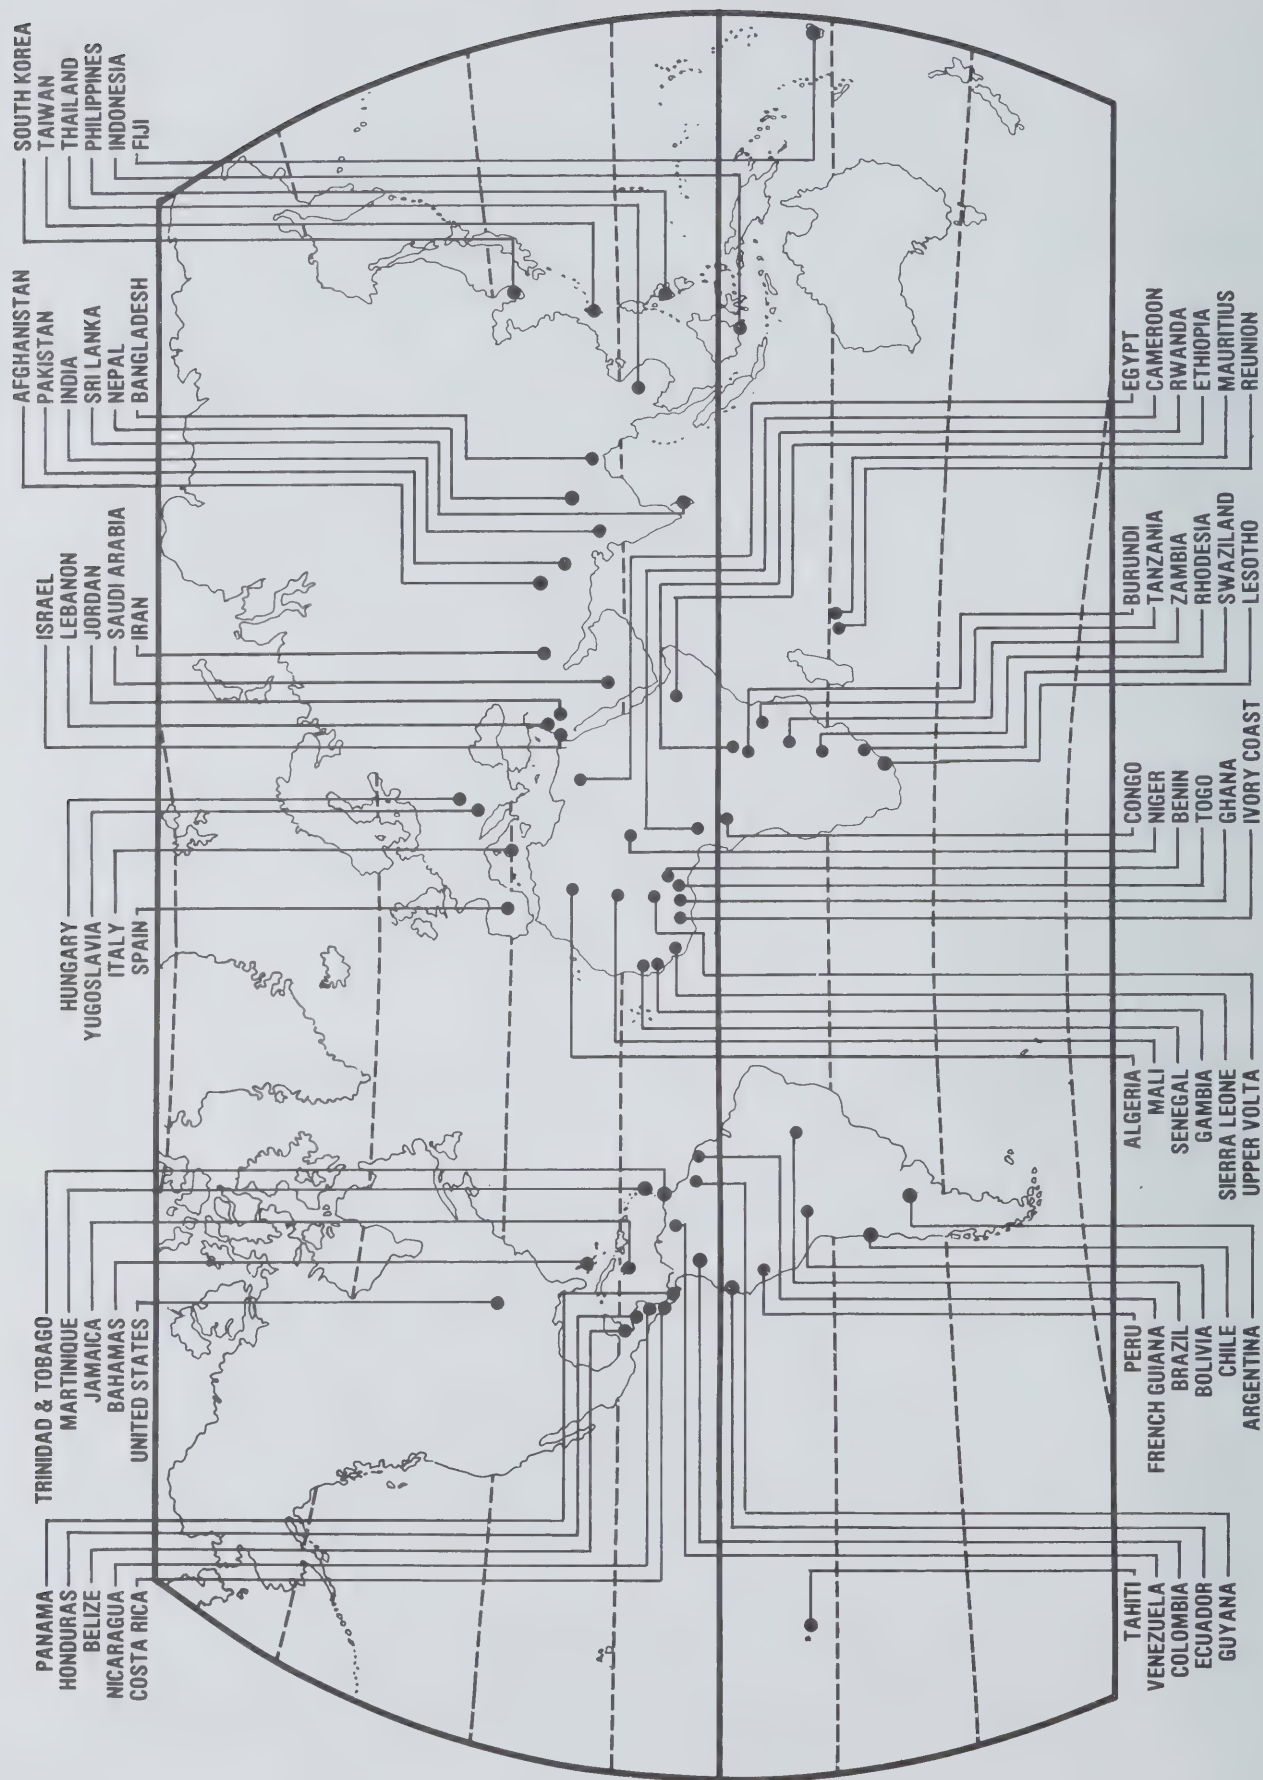 PANAMA
HONDURAS
BELIZE
NICARAGUA
COSTA RICA
TRINIDAD & TOBAGO
MARTINIQUE
JAMAICA
BAHAMAS
UNITED STATES
HUNGARY
YUGOSLAVIA
ITALY
SPAIN
ISRAEL
LEBANON
JORDAN
SAUDI ARABIA
IRAN
AFGHANISTAN
PAKISTAN
INDIA
SRI LANKA
NEPAL
BANGLADESH
SOUTH KOREA
TAIWAN
THAILAND
PHILIPPINES
INDONESIA
FIJI
TAHITI
VENEZUELA
COLOMBIA
ECUADOR
GUYANA
PERU
FRENCH GUIANA
BRAZIL
BOLIVIA
CHILE
ARGENTINA
ALGERIA
MALI
SENEGAL
GAMBIA
SIERRA LEONE
UPPER VOLTA
CONGO
NIGER
BENIN
TOGO
GHANA
IVORY COAST
BURUNDI
TANZANIA
ZAMBIA
RHODESIA
SWAZILAND
LESOTHO
EGYPT
CAMEROON
RWANDA
ETHIOPIA
MAURITIUS
REUNION